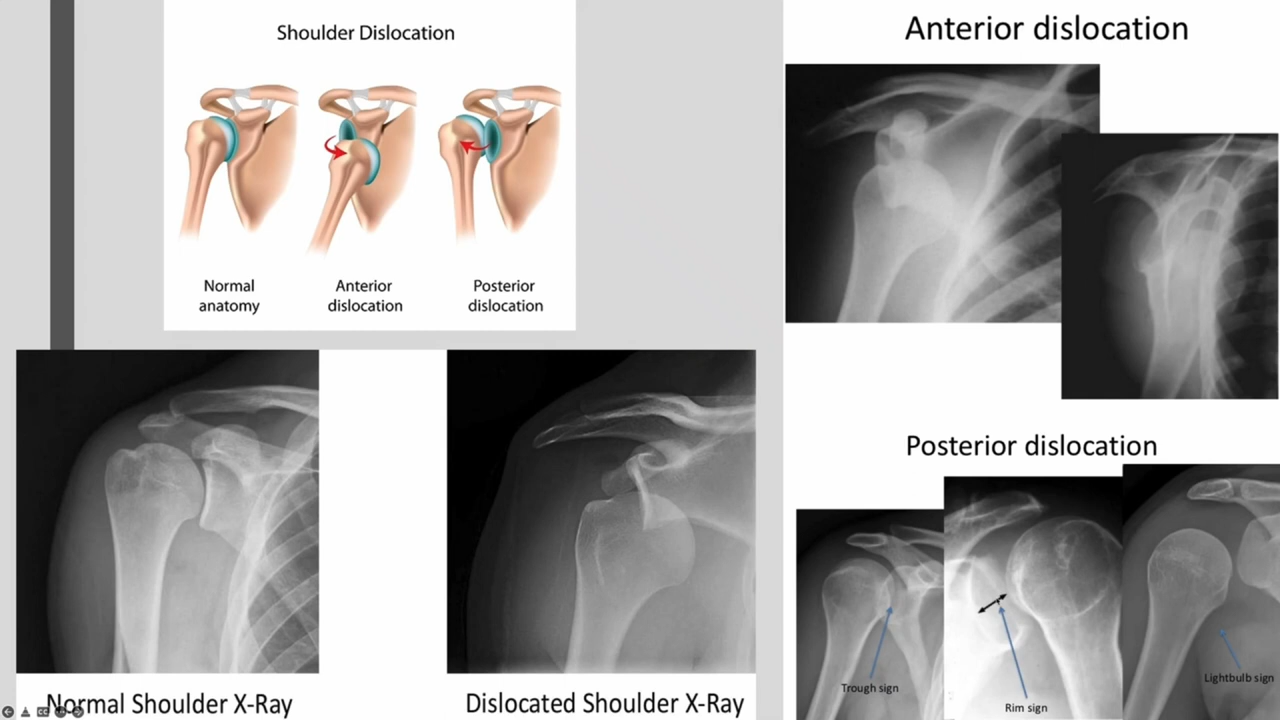 Shoulder Dislocation
Normal
anatomy
Anterior
dislocation
Posterior
dislocation
Normal Shoulder X-Ray
Dislocated Shoulder X-Ray
Anterior dislocation
Posterior dislocation
Trough sign
Rim sign
Lightbulb sign